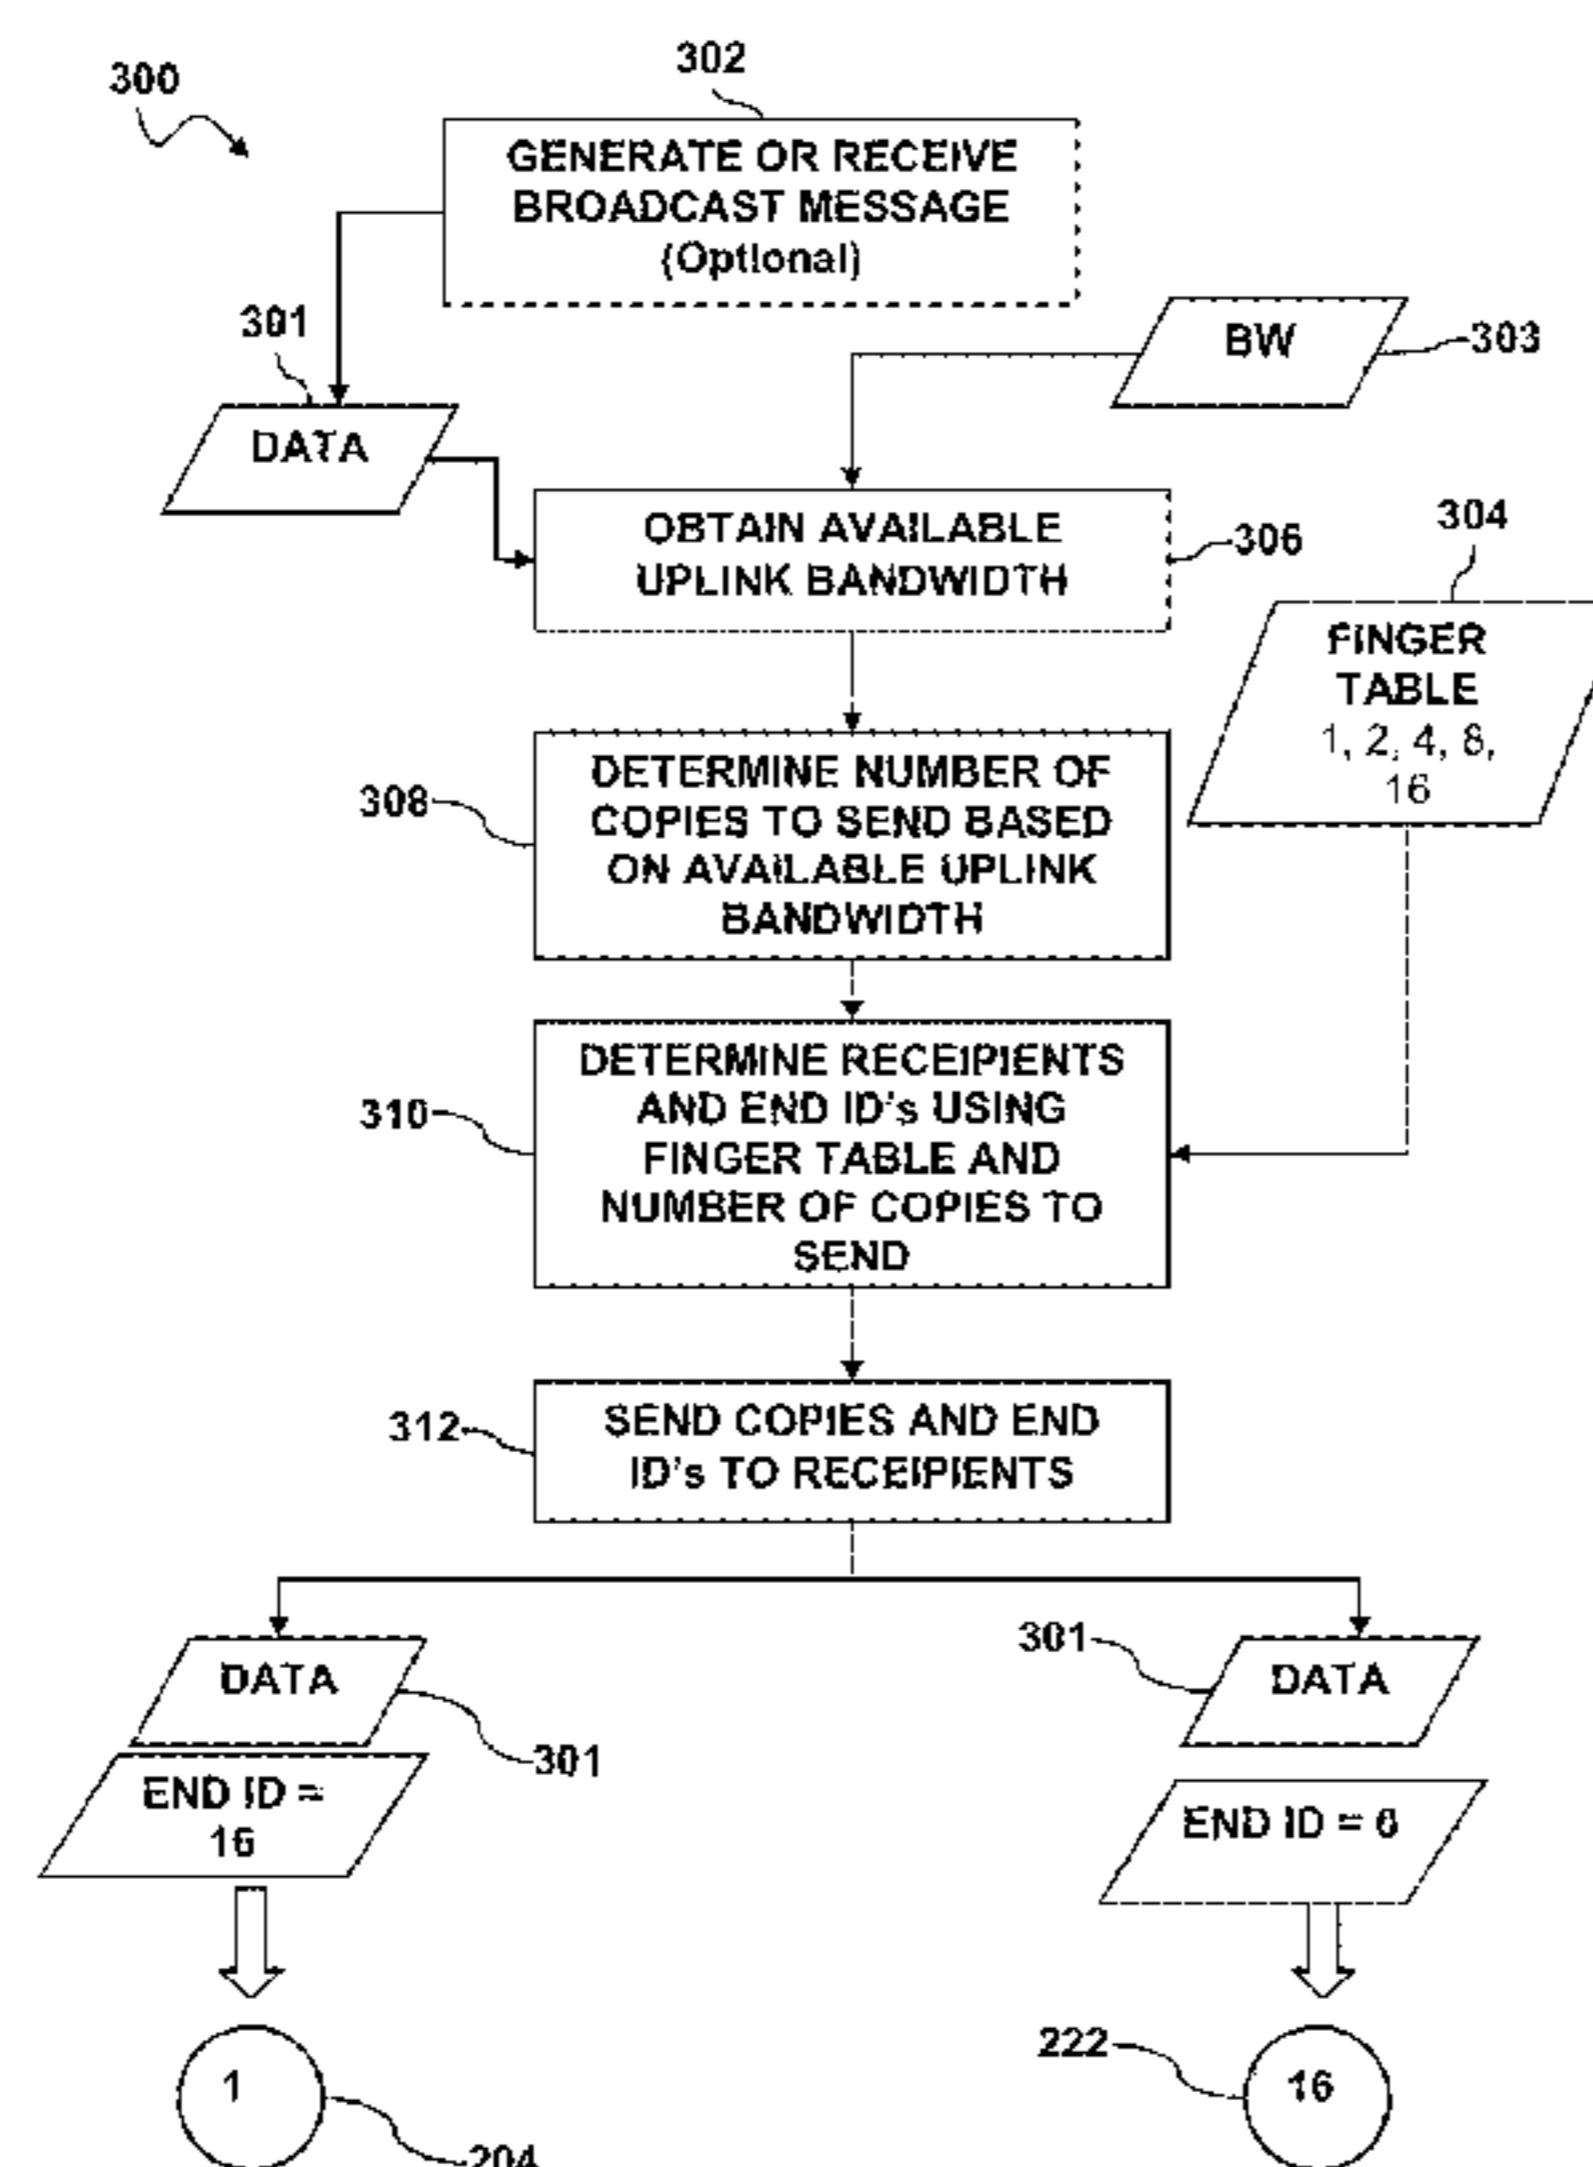 300
302
GENERATE OR RECEIVE
BROADCAST MESSAGE
(Optional)
301
DATA
BW
303
OBTAIN AVAILABLE
UPLINK BANDWIDTH
306
304
FINGER
TABLE
1, 2, 4, 8,
16
308
DETERMINE NUMBER OF
COPIES TO SEND BASED
ON AVAILABLE UPLINK
BANDWIDTH
310
DETERMINE RECEIPIENTS
AND END ID's USING
FINGER TABLE AND
NUMBER OF COPIES TO
SEND
312
SEND COPIES AND END
ID's TO RECEIPIENTS
DATA
301
END ID =
16
1
204
301
DATA
END ID =
222
16